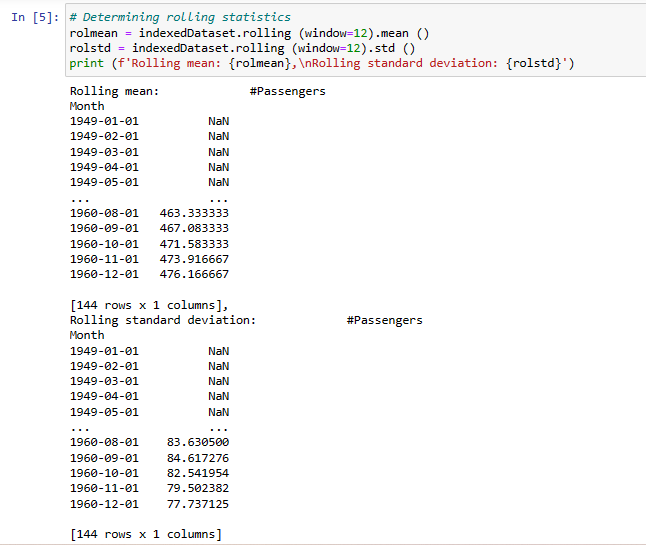 In [5]: # Determining rolling statistics
rolmean = indexedDataset.rolling (window=12).mean ()
rolstd = indexedDataset.rolling (window=12).std ()
print (f'Rolling mean: {rolmean},\nRolling standard deviation: {rolstd}')
Rolling mean:             #Passengers
Month
1949-01-01          NaN
1949-02-01          NaN
1949-03-01          NaN
1949-04-01          NaN
1949-05-01          NaN
...                 ...
1960-08-01   463.333333
1960-09-01   467.083333
1960-10-01   471.583333
1960-11-01   473.916667
1960-12-01   476.166667
[144 rows x 1 columns],
Rolling standard deviation:             #Passengers
Month
1949-01-01          NaN
1949-02-01          NaN
1949-03-01          NaN
1949-04-01          NaN
1949-05-01          NaN
...                 ...
1960-08-01    83.630500
1960-09-01    84.617276
1960-10-01    82.541954
1960-11-01    79.502382
1960-12-01    77.737125
[144 rows x 1 columns]